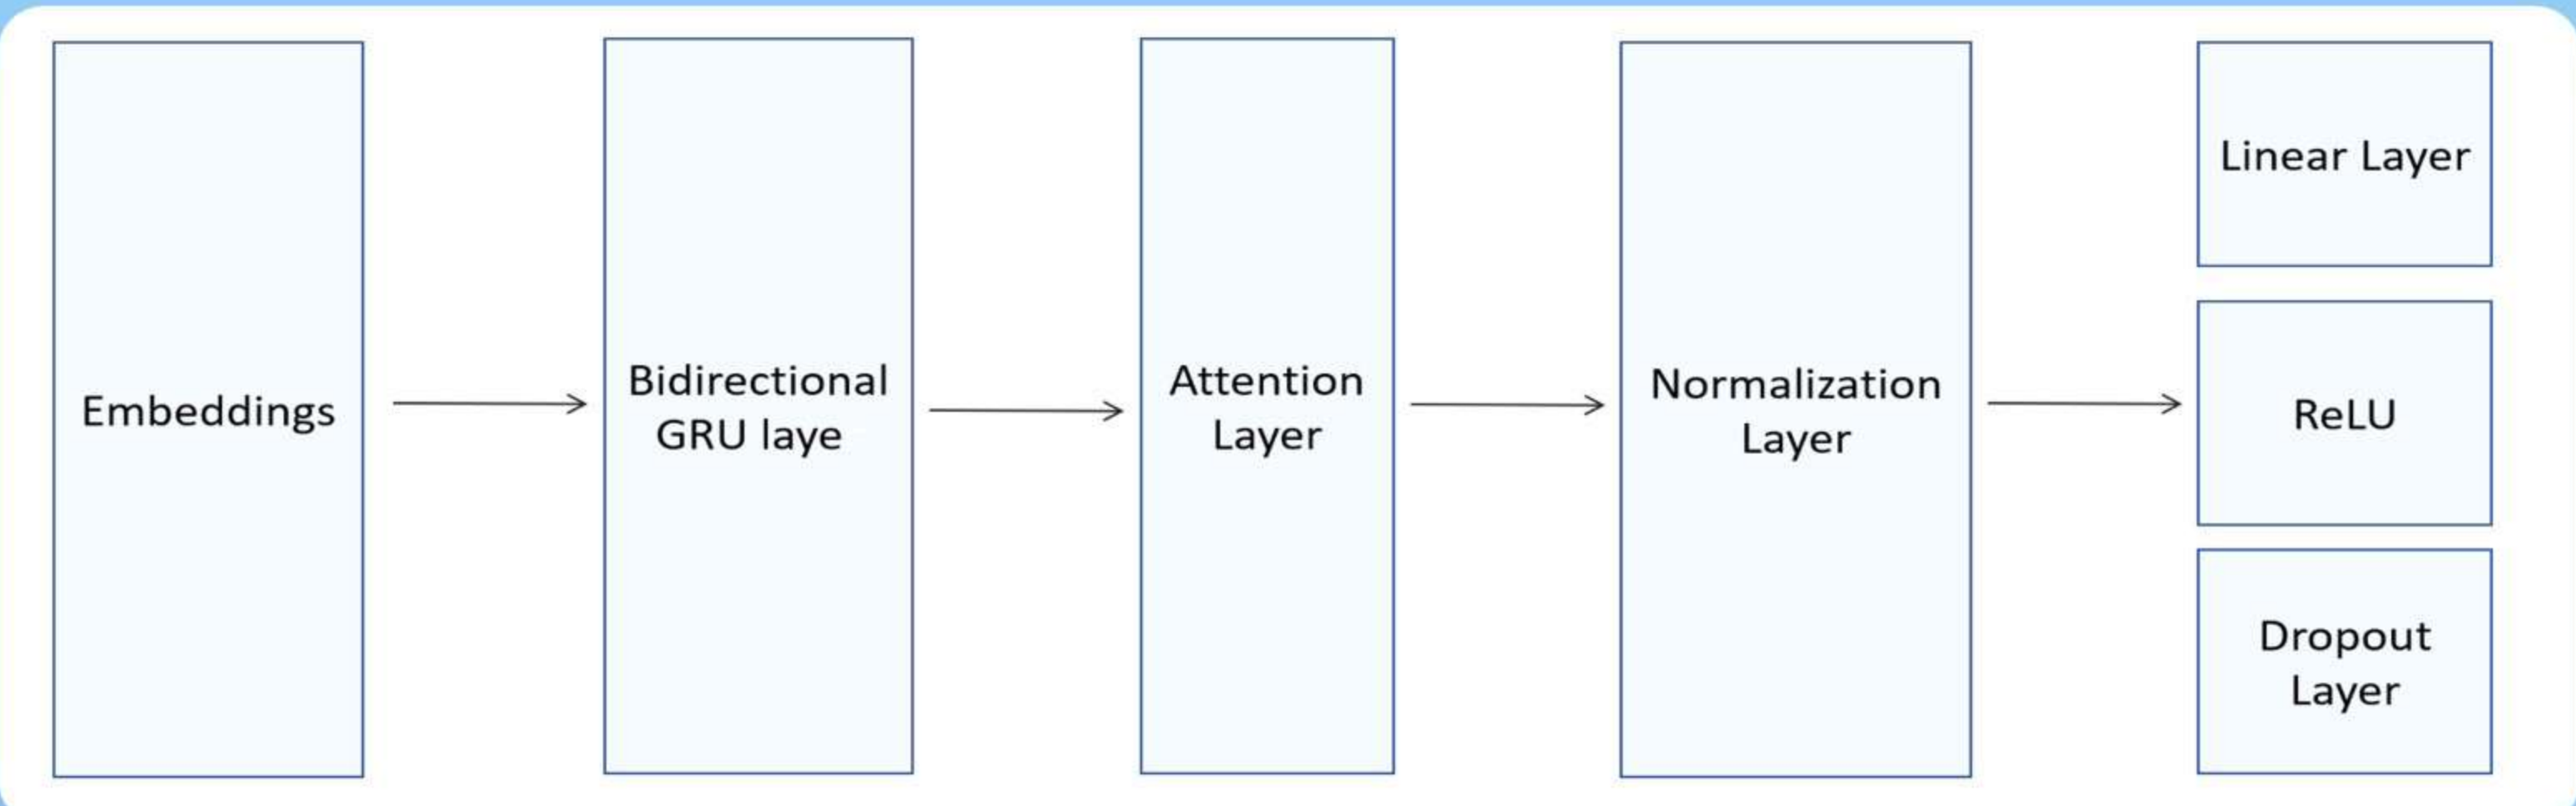 Embeddings
Bidirectional
GRU laye
Attention
Layer
Normalization
Layer
Linear Layer
ReLU
Dropout
Layer